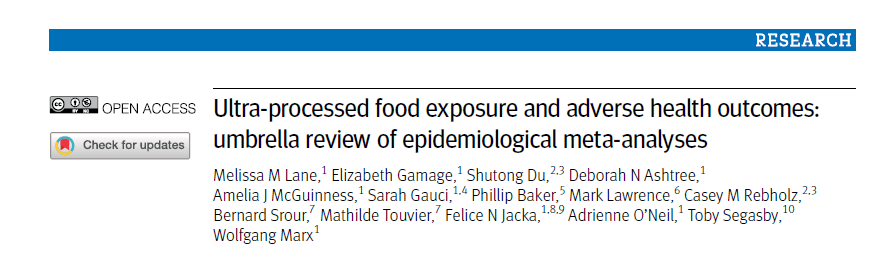 RESEARCH
OPEN ACCESS
Check for updates
Ultra-processed food exposure and adverse health outcomes:
umbrella review of epidemiological meta-analyses
Melissa M Lane,1 Elizabeth Gamage,1 Shutong Du,2,3 Deborah N Ashtree,1
Amelia J McGuinness,1 Sarah Gauci,1,4 Phillip Baker,5 Mark Lawrence,6 Casey M Rebholz,2,3
Bernard Srour,7 Mathilde Touvier,7 Felice N Jacka,1,8,9 Adrienne O'Neil,1 Toby Segasby,10
Wolfgang Marx1